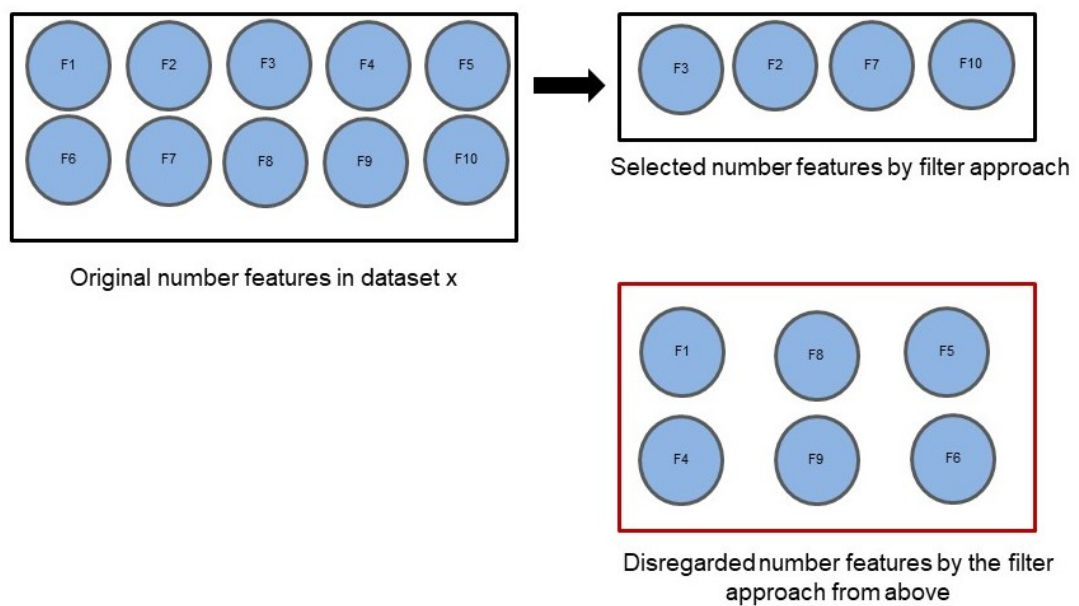 F1 F2 F3 F4 F5
F6 F7 F8 F9 F10
Original number features in dataset x
F3 F2 F7 F10
Selected number features by filter approach
F1 F8 F5
F4 F9 F6
Disregarded number features by the filter
approach from above